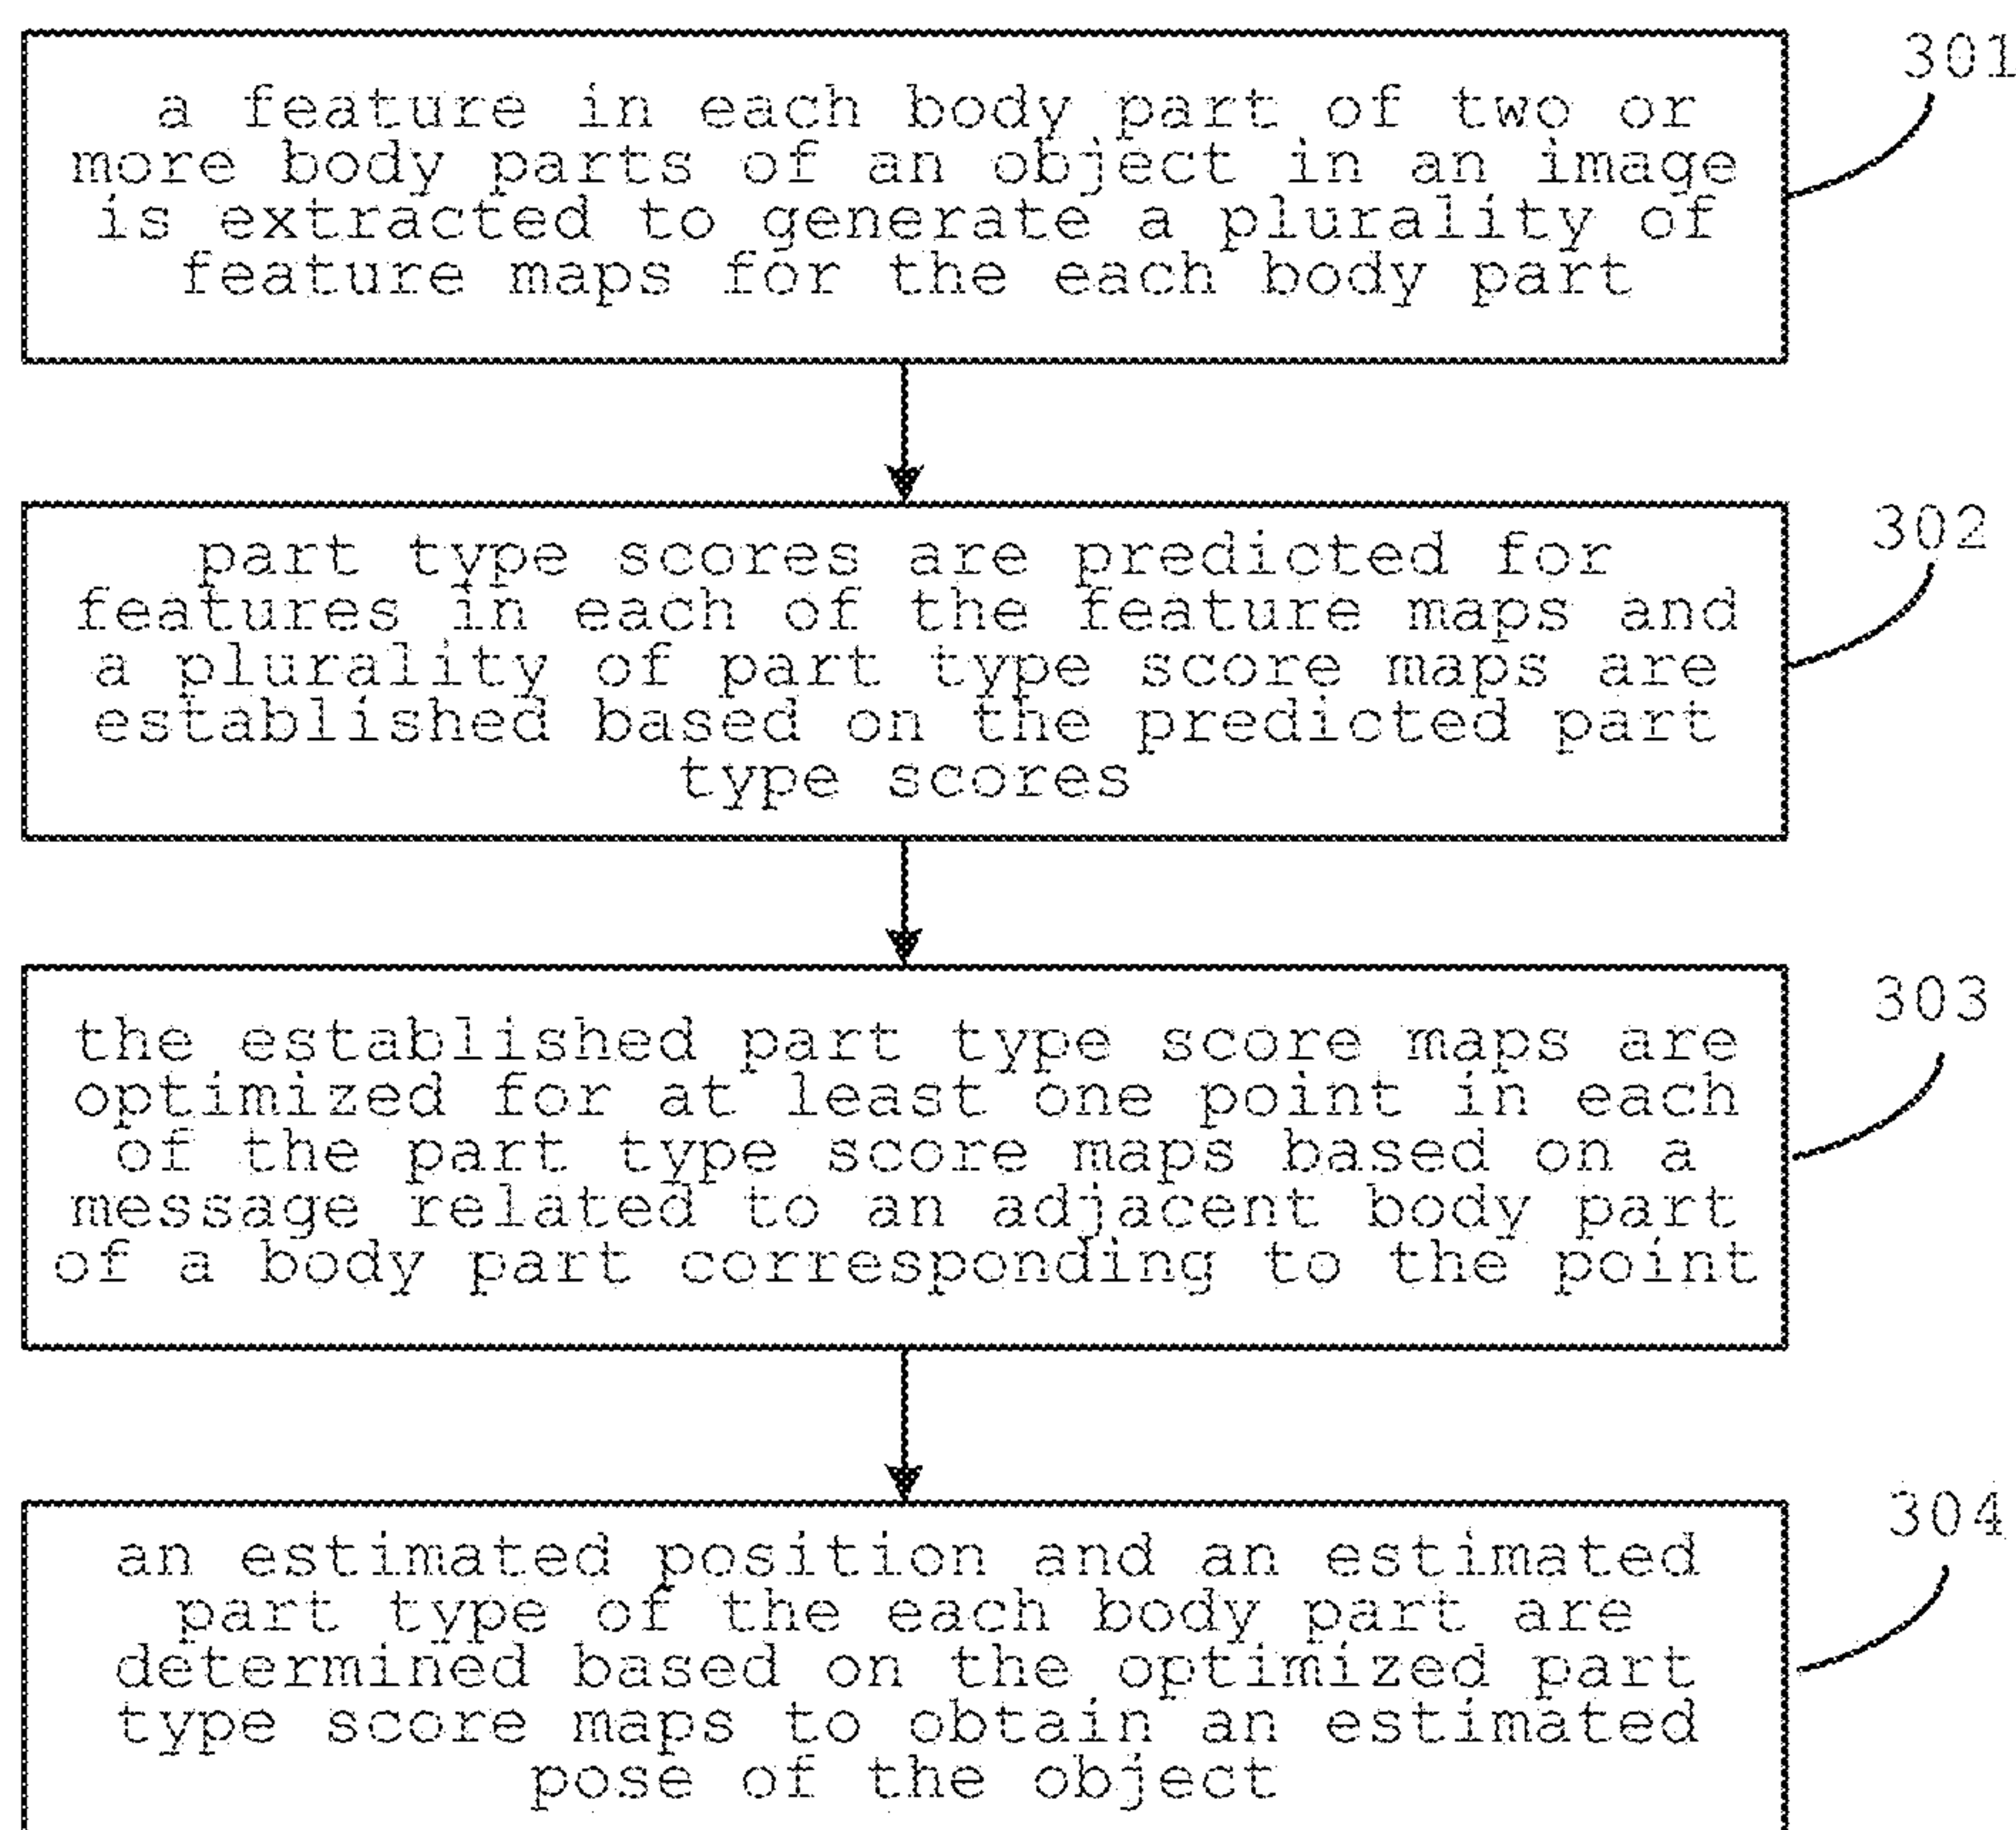 301
a feature in each body part of two or
more body parts of an object in an image
is extracted to generate a plurality of
feature maps for the each body part
302
part type scores are predicted for
features in each of the feature maps and
a plurality of part type score maps are
established based on the predicted part
type scores
303
the established part type score maps are
optimized for at least one point in each
of the part type score maps based on a
message related to an adjacent body part
of a body part corresponding to the point
304
an estimated position and an estimated
part type of the each body part are
determined based on the optimized part
type score maps to obtain an estimated
pose of the object